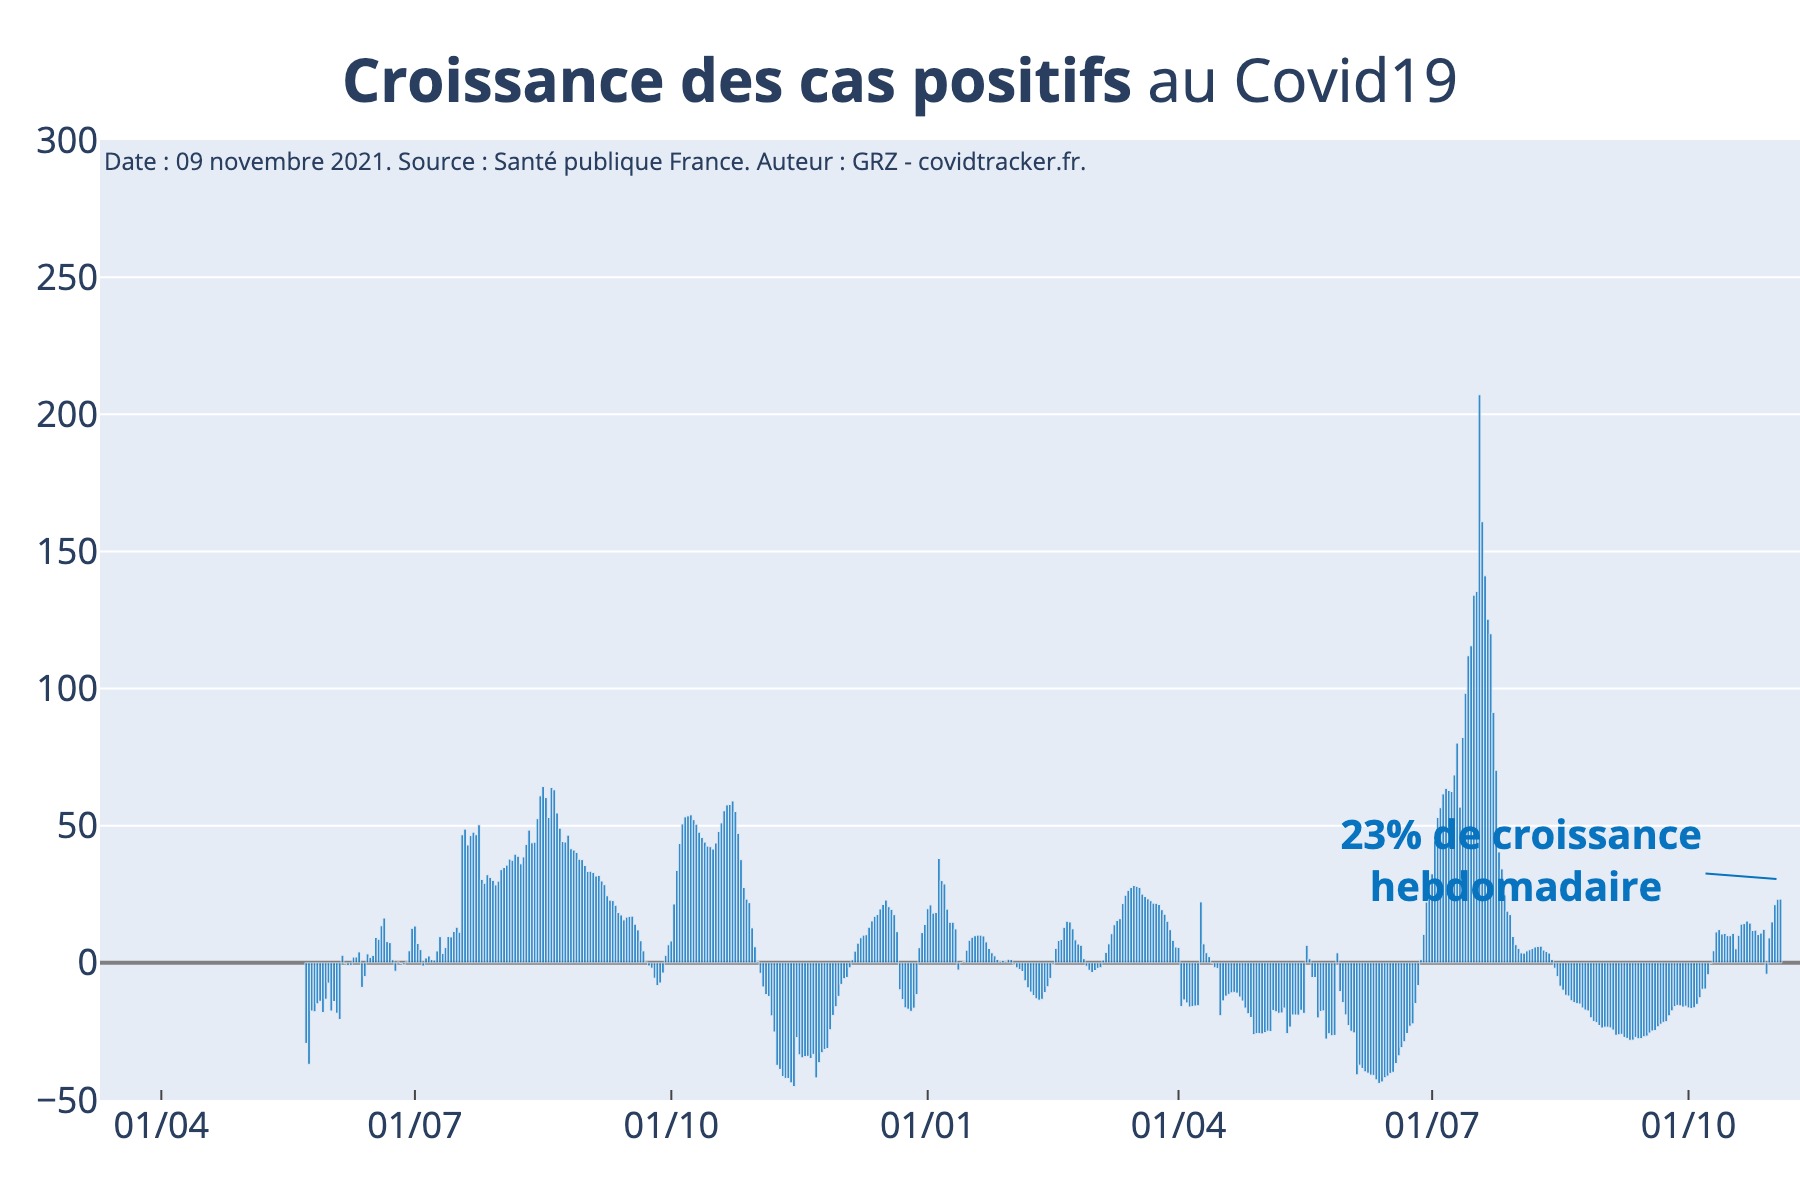 Croissance des cas positifs au Covid19
300
Date : 09 novembre 2021. Source : Santé publique France. Auteur : GRZ - covidtracker.fr.
250
200
150
100
50
23% de croissance
hebdomadaire
0
−50
01/04 01/07 01/10 01/01 01/04 01/07 01/10